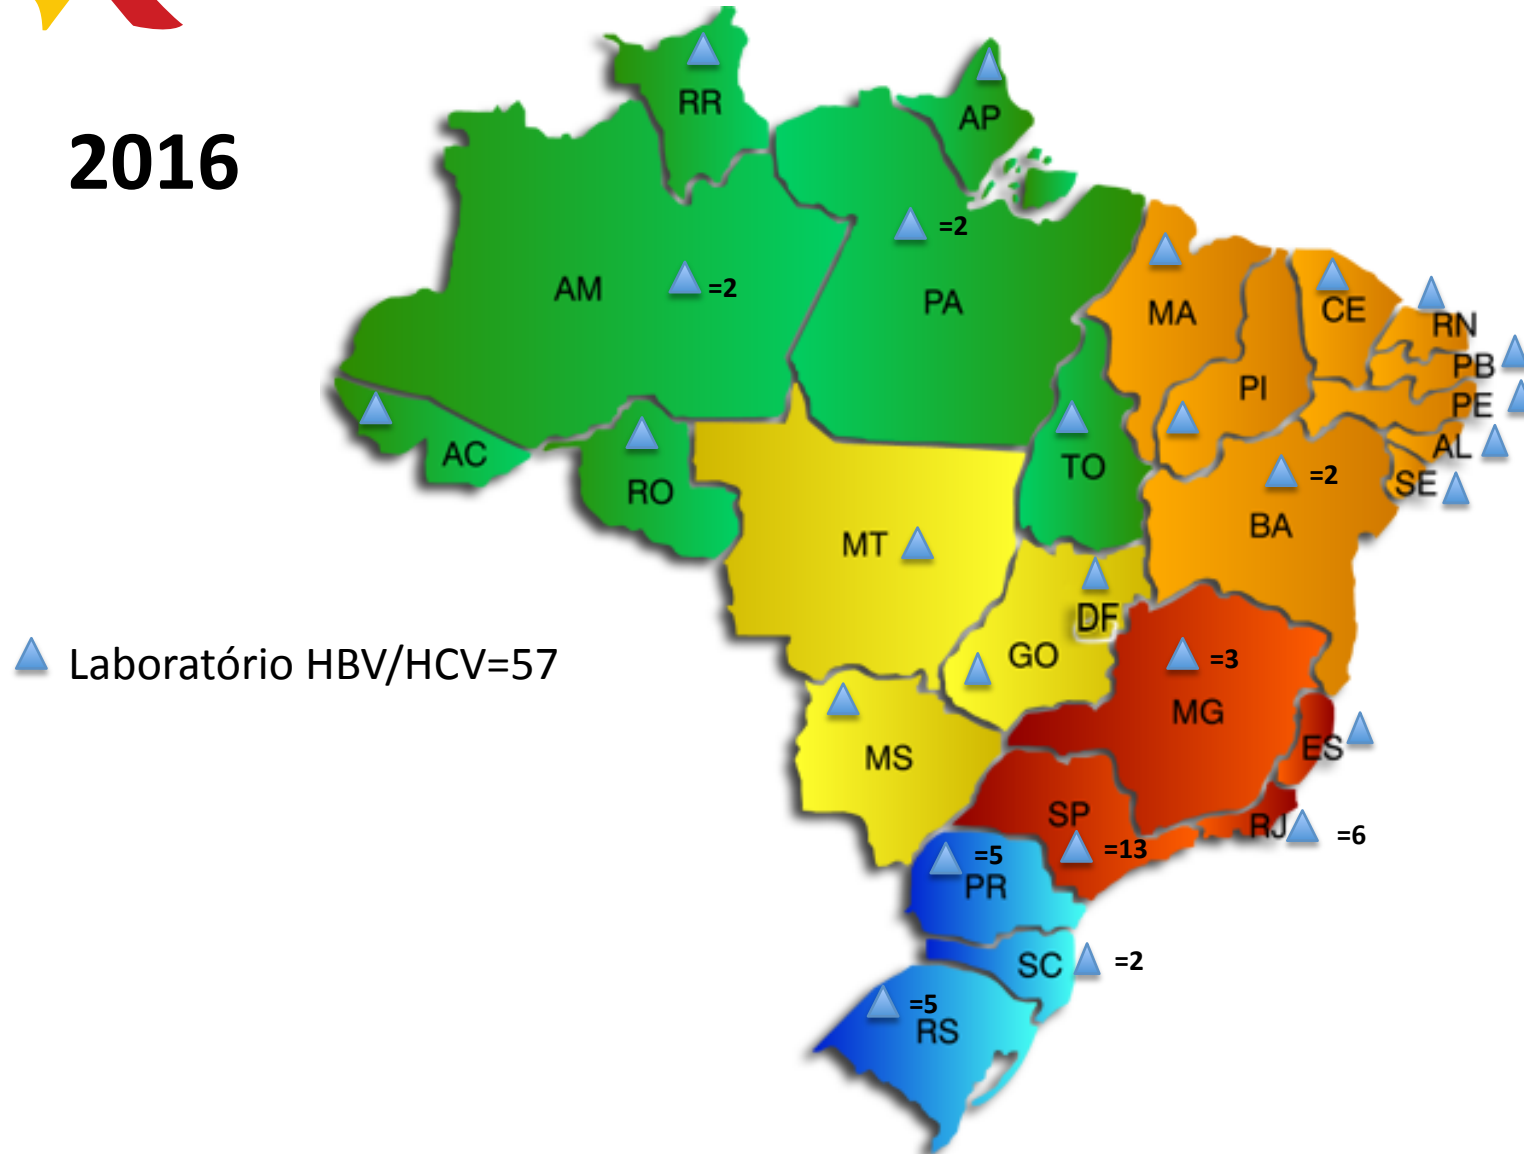 RR
AP
2016
=2
AM
=2
PA
MA
CE
RN
PB
PI
PE
AC
AL
TO
RO
=2
SE
BA
MT
DF
Laboratório HBV/HCV=57
GO
=3
MG
MS
ES
SP
RJ
=6
=13
=5
PR
SC
=2
=5
RS